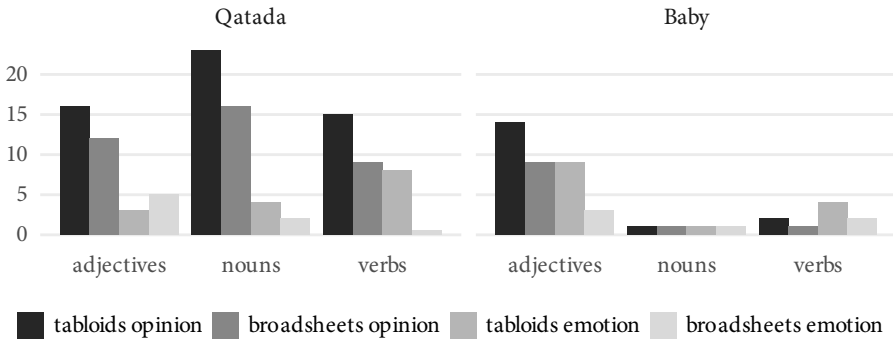 Qatada Baby
20
15
10
5
0
adjectives nouns verbs adjectives nouns verbs
tabloids opinion broadsheets opinion tabloids emotion broadsheets emotion